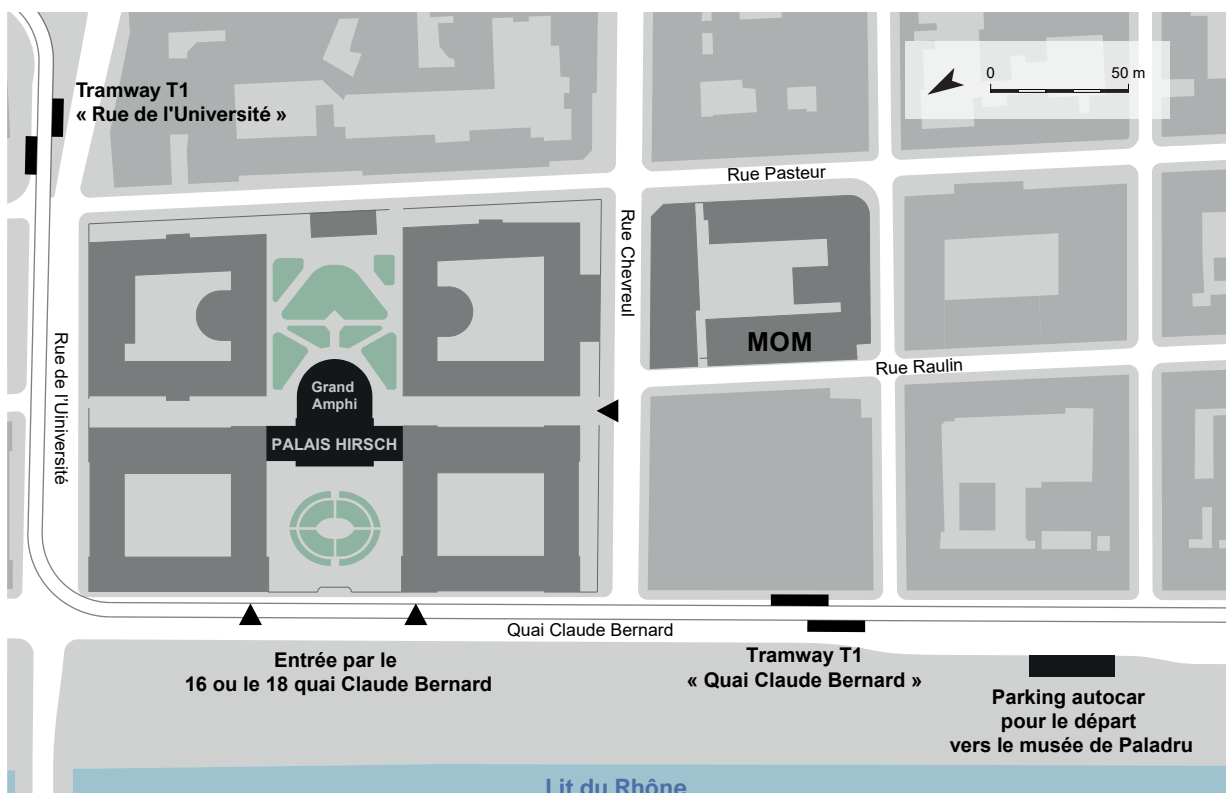 Tramway T1
« Rue de l'Université »
0 50 m
Rue Pasteur
Rue Chevreul
Grand
Amphi
PALAIS HIRSCH
MOM
Rue Raulin
Rue de l'Uiniversité
Quai Claude Bernard
Entrée par le
16 ou le 18 quai Claude Bernard
Tramway T1
« Quai Claude Bernard »
Parking autocar
pour le départ
vers le musée de Paladru
Lit du Rhône